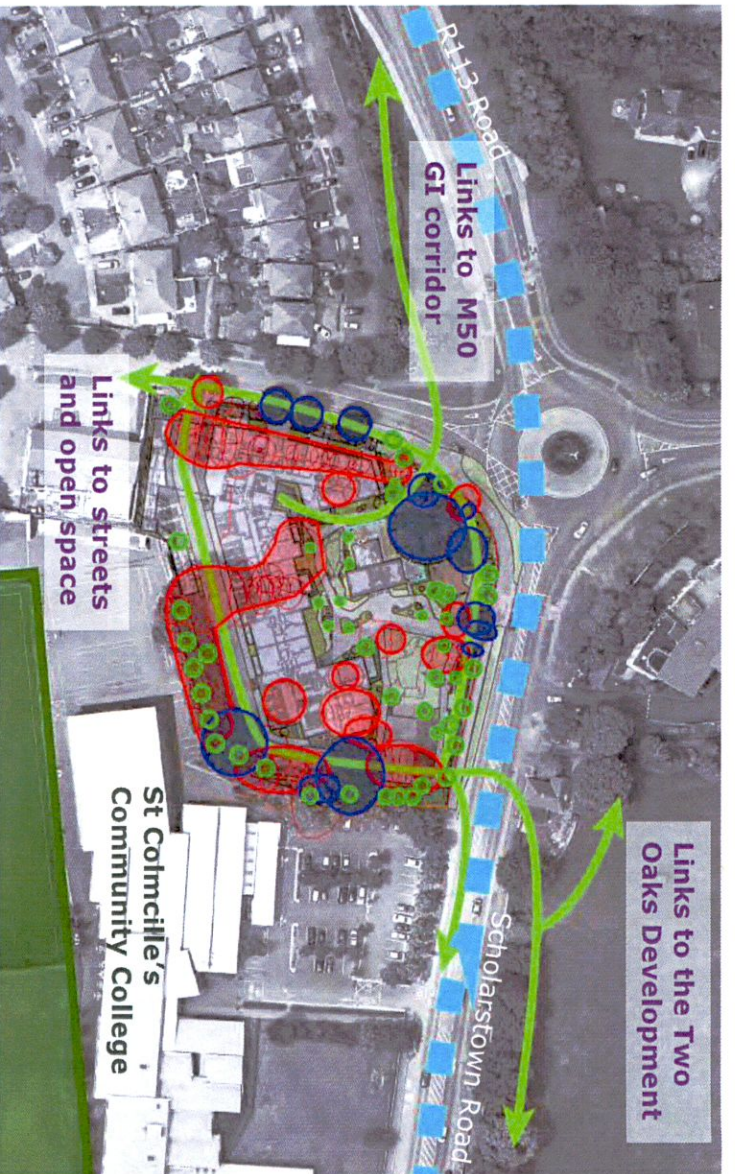 R113 Road
Links to M50
GI corridor
Links to the Two
Oaks Development
Scholarstown Road
Links to streets
and open space
St Colmcille's
Community College